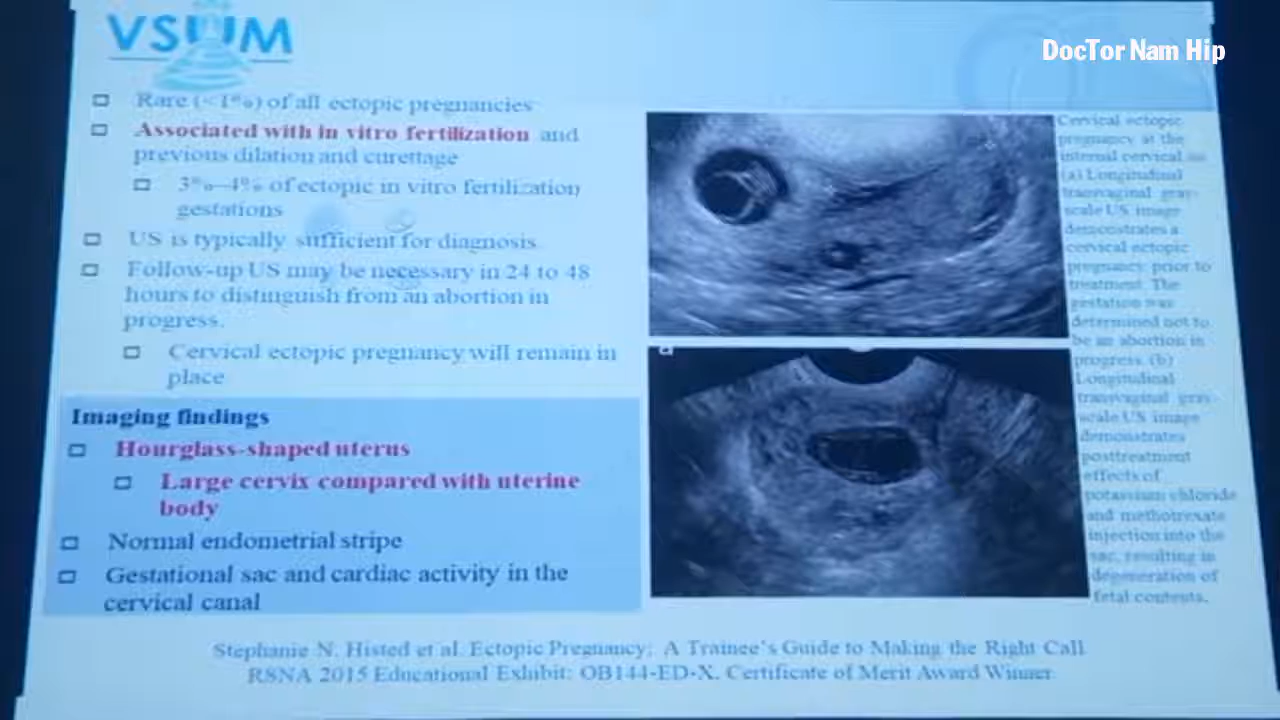 VSUM
DocTor Nam Hip
Rare (<1%) of all ectopic pregnancies
Associated with in vitro fertilization and
previous dilation and curettage
3%–4% of ectopic in vitro fertilization
gestations
US is typically sufficient for diagnosis
Follow-up US may be necessary in 24 to 48
hours to distinguish from an abortion in
progress.
Cervical ectopic pregnancy will remain in
place
Imaging findings
Hourglass-shaped uterus
Large cervix compared with uterine
body
Normal endometrial stripe
Gestational sac and cardiac activity in the
cervical canal
a
Cervical ectopic
pregnancy at the
internal cervical os
(a) Longitudinal
transvaginal gray-
scale US image
demonstrates a
cervical ectopic
pregnancy prior to
treatment. The
gestation was
determined not to
be an abortion in
progress. (b)
Longitudinal
transvaginal gray-
scale US image
demonstrates
posttreatment
effects of
potassium chloride
and methotrexate
injection into the
sac, resulting in
degeneration of
fetal contents.
Stephanie N. Histed et al. Ectopic Pregnancy: A Trainee's Guide to Making the Right Call
RSNA 2015 Educational Exhibit: OB144-ED-X. Certificate of Merit Award Winner